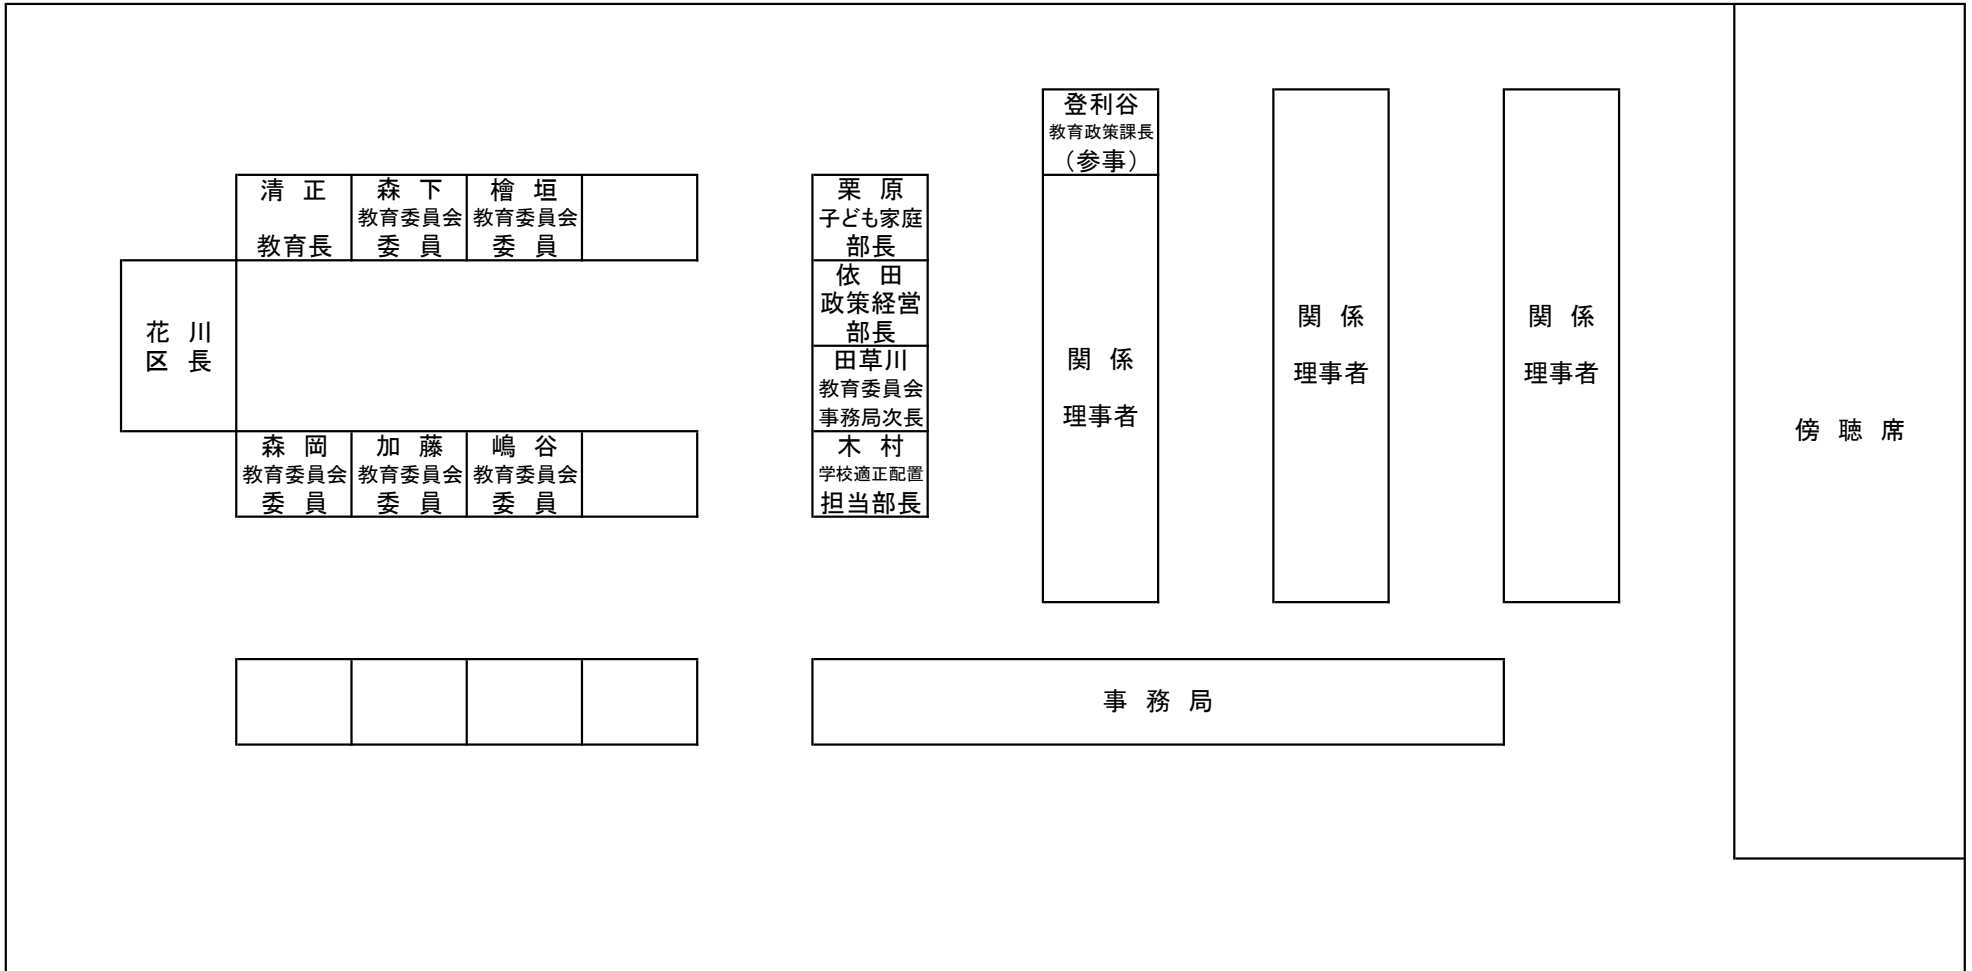 清 正
教育長
森 下
教育委員会
委 員
檜 垣
教育委員会
委 員
花 川
区 長
森 岡
教育委員会
委 員
加 藤
教育委員会
委 員
嶋 谷
教育委員会
委 員
栗 原
子ども家庭
部長
依 田
政策経営
部長
田草川
教育委員会
事務局次長
木 村
学校適正配置
担当部長
登利谷
教育政策課長
（参事）
関 係
理事者
関 係
理事者
関 係
理事者
傍 聴 席
事 務 局